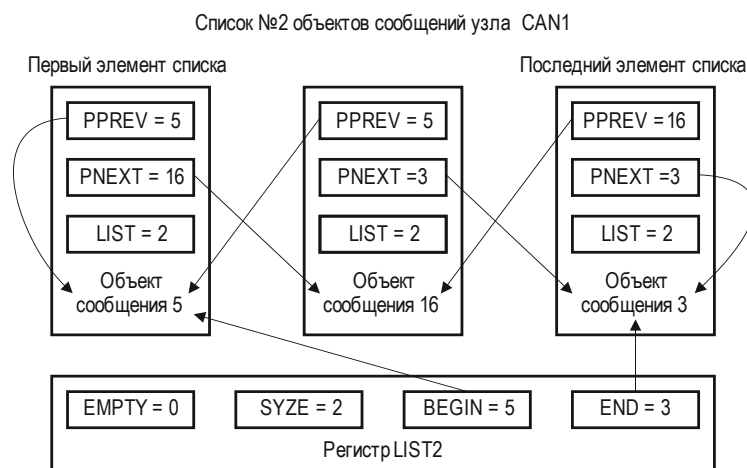 Список №2 объектов сообщений узла CAN1
Первый элемент списка
Последний элемент списка
PPREV = 5
PPREV = 5
PPREV =16
PNEXT = 16
PNEXT =3
PNEXT =3
LIST = 2
LIST = 2
LIST = 2
Объект
сообщения 5
Объект
сообщения 16
Объект
сообщения 3
EMPTY = 0
SYZE = 2
BEGIN = 5
END = 3
Регистр LIST2